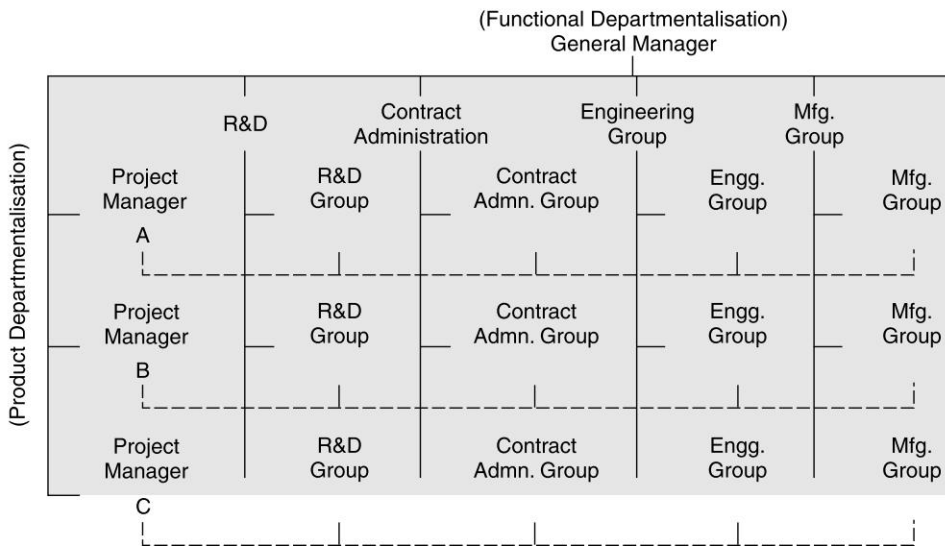 (Functional Departmentalisation)
General Manager
R&D
Contract
Administration
Engineering
Group
Mfg.
Group
(Product Departmentalisation)
Project
Manager
A
R&D
Group
Contract
Admn. Group
Engg.
Group
Mfg.
Group
Project
Manager
B
R&D
Group
Contract
Admn. Group
Engg.
Group
Mfg.
Group
Project
Manager
C
R&D
Group
Contract
Admn. Group
Engg.
Group
Mfg.
Group